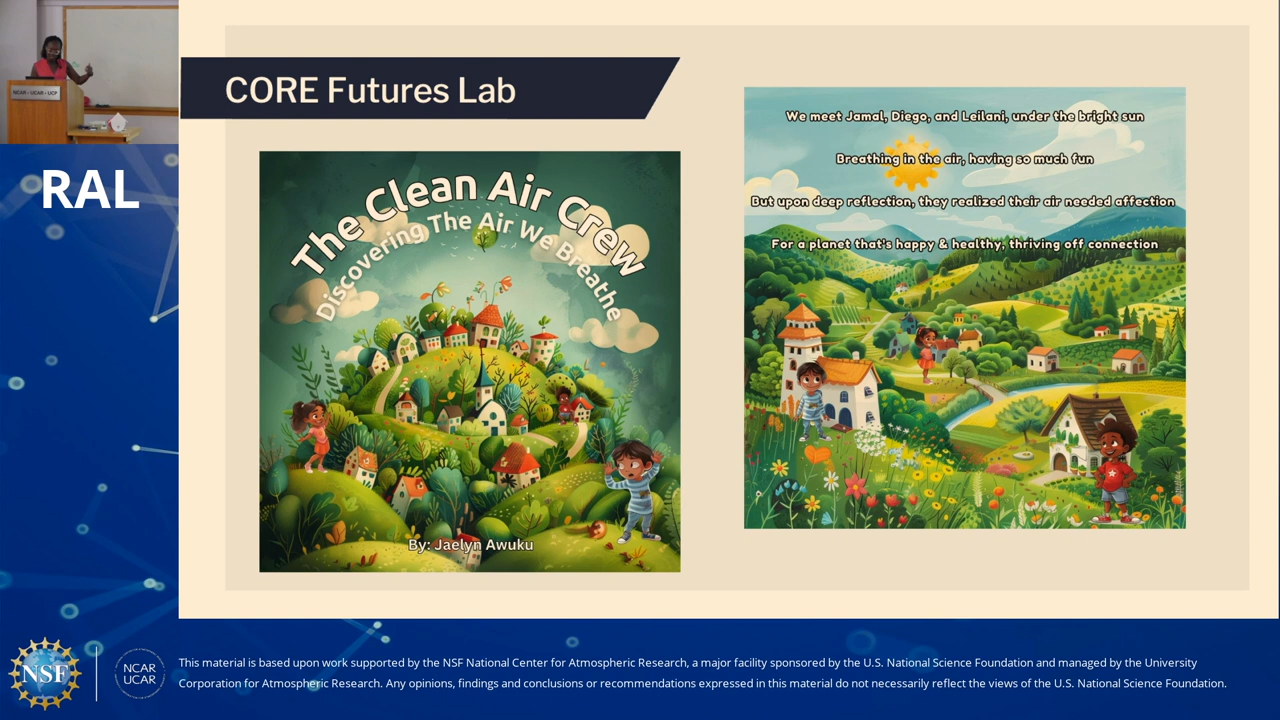 NCAR • UCAR • UCP
RAL
CORE Futures Lab
The Clean Air Crew
Discovering The Air We Breathe
By: Jaelyn Awuku
We meet Jamal, Diego, and Leilani, under the bright sun
Breathing in the air, having so much fun
But upon deep reflection, they realized their air needed affection
For a planet that's happy & healthy, thriving off connection
NSF
NCAR
UCAR
This material is based upon work supported by the NSF National Center for Atmospheric Research, a major facility sponsored by the U.S. National Science Foundation and managed by the University
Corporation for Atmospheric Research. Any opinions, findings and conclusions or recommendations expressed in this material do not necessarily reflect the views of the U.S. National Science Foundation.